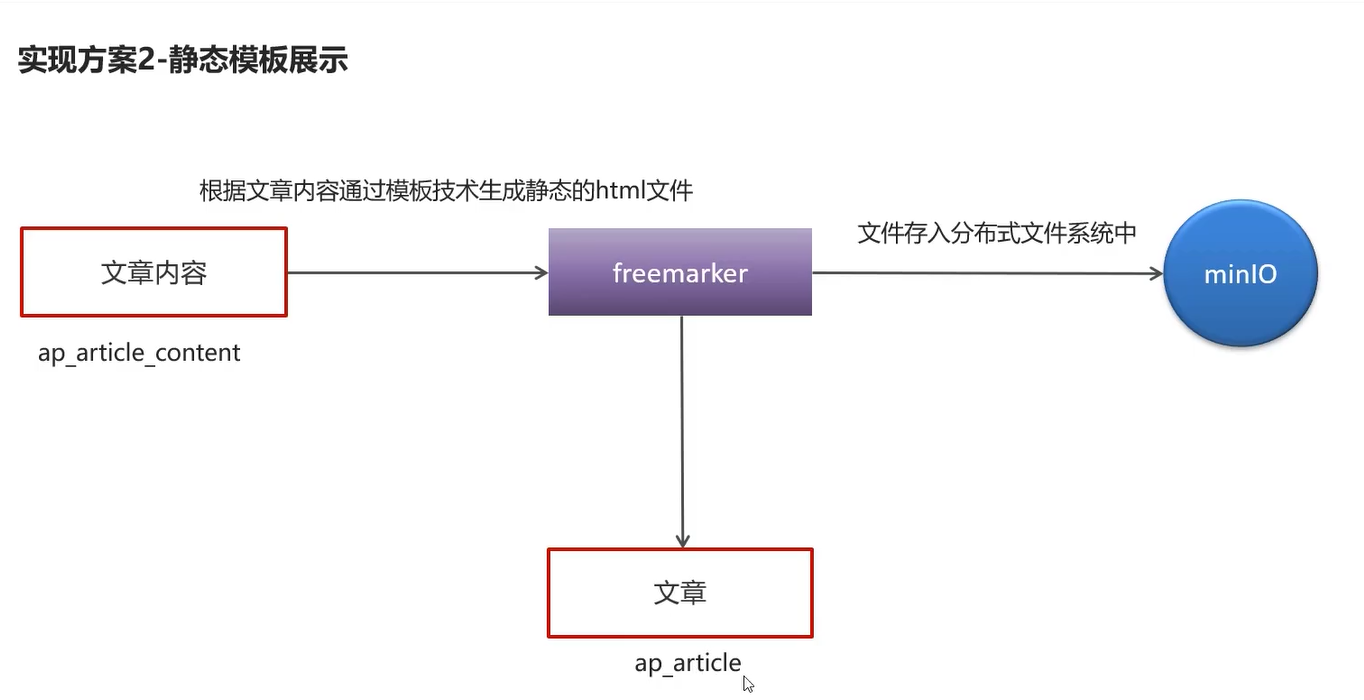 实现方案2-静态模板展示
根据文章内容通过模板技术生成静态的html文件
文件存入分布式文件系统中
文章内容
freemarker
minIO
ap_article_content
文章
ap_article